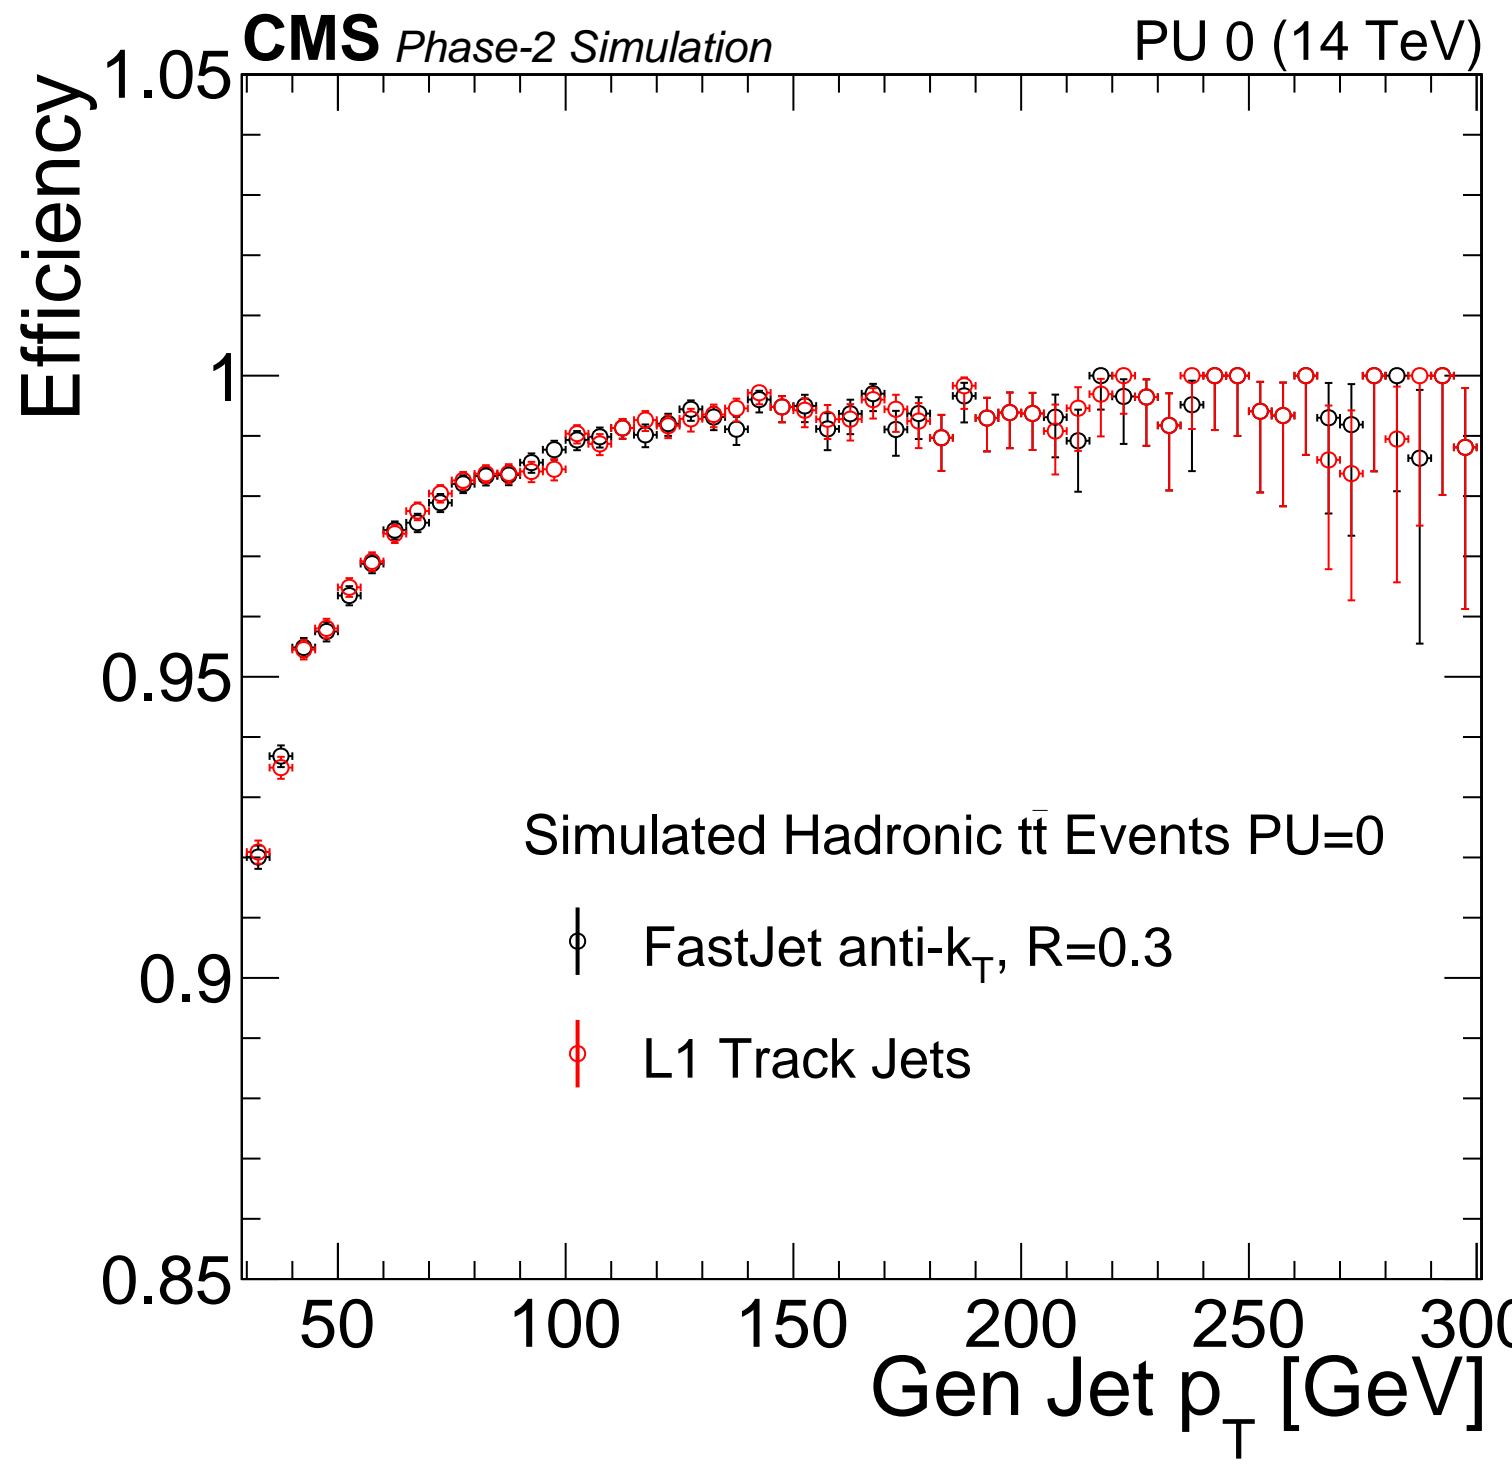 CMS Phase-2 Simulation PU 0 (14 TeV)
Efficiency
1.05
1
0.95
0.9
0.85
Simulated Hadronic tt̄ Events PU=0
FastJet anti-k_T, R=0.3
L1 Track Jets
50 100 150 200 250 300
Gen Jet p_T [GeV]